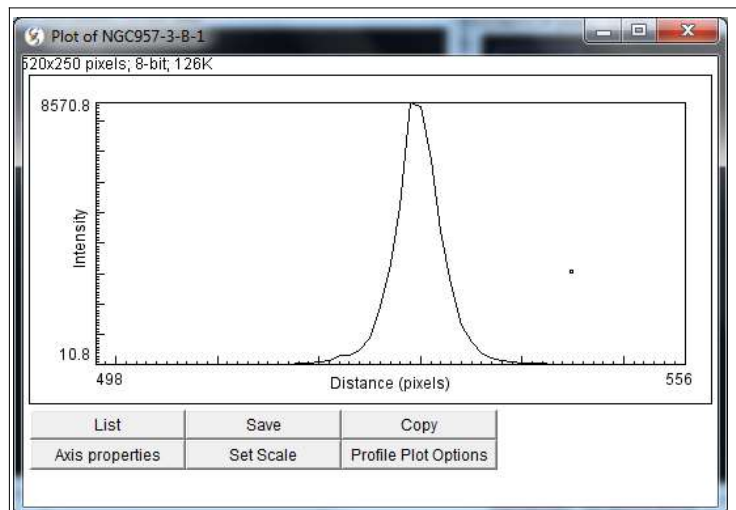 Plot of NGC957-3-B-1
520x250 pixels; 8-bit; 126K
8570.8
Intensity
10.8
498
Distance (pixels)
556
List
Save
Copy
Axis properties
Set Scale
Profile Plot Options